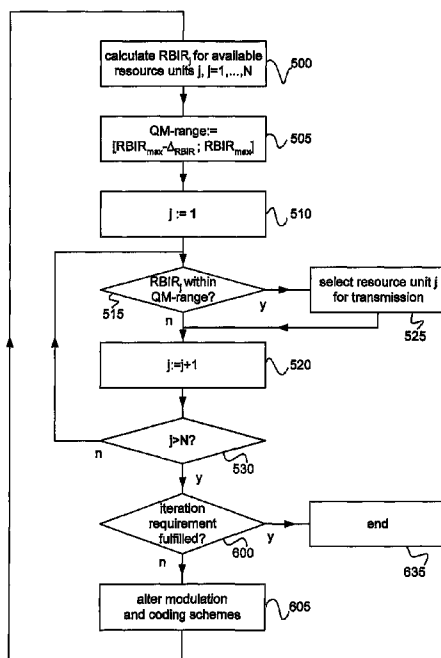 calculate RBIRj for available
resource units j, j=1,...,N
500
QM-range:=
[RBIRmax-ΔRBIR ; RBIRmax]
505
j := 1
510
RBIRj within
QM-range?
515
n
y
select resource unit j
for transmission
525
j:=j+1
520
j>N?
n
530
y
iteration
requirement
fulfilled?
600
y
n
end
635
alter modulation
and coding schemes
605